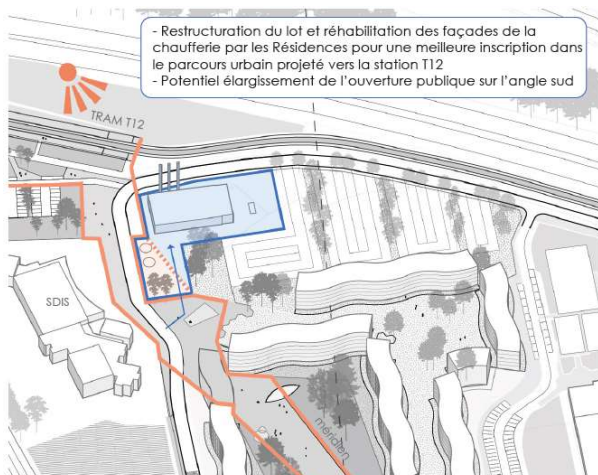 - Restructuration du lot et réhabilitation des façades de la
chaufferie par les Résidences pour une meilleure inscription dans
le parcours urbain projeté vers la station T12
- Potentiel élargissement de l'ouverture publique sur l'angle sud
TRAM T12
SDIS
méridien